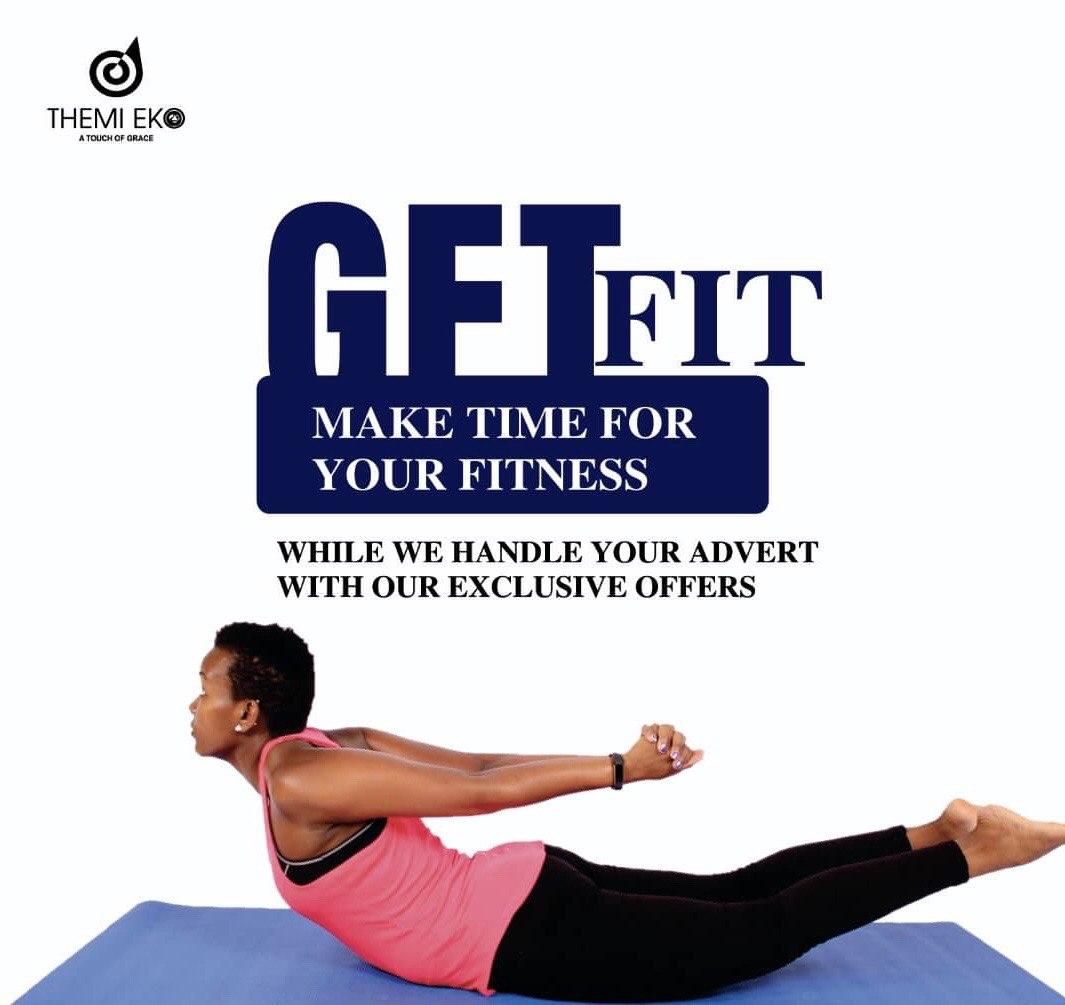 THEMI EKO
A TOUCH OF GRACE
GET FIT
MAKE TIME FOR
YOUR FITNESS
WHILE WE HANDLE YOUR ADVERT
WITH OUR EXCLUSIVE OFFERS